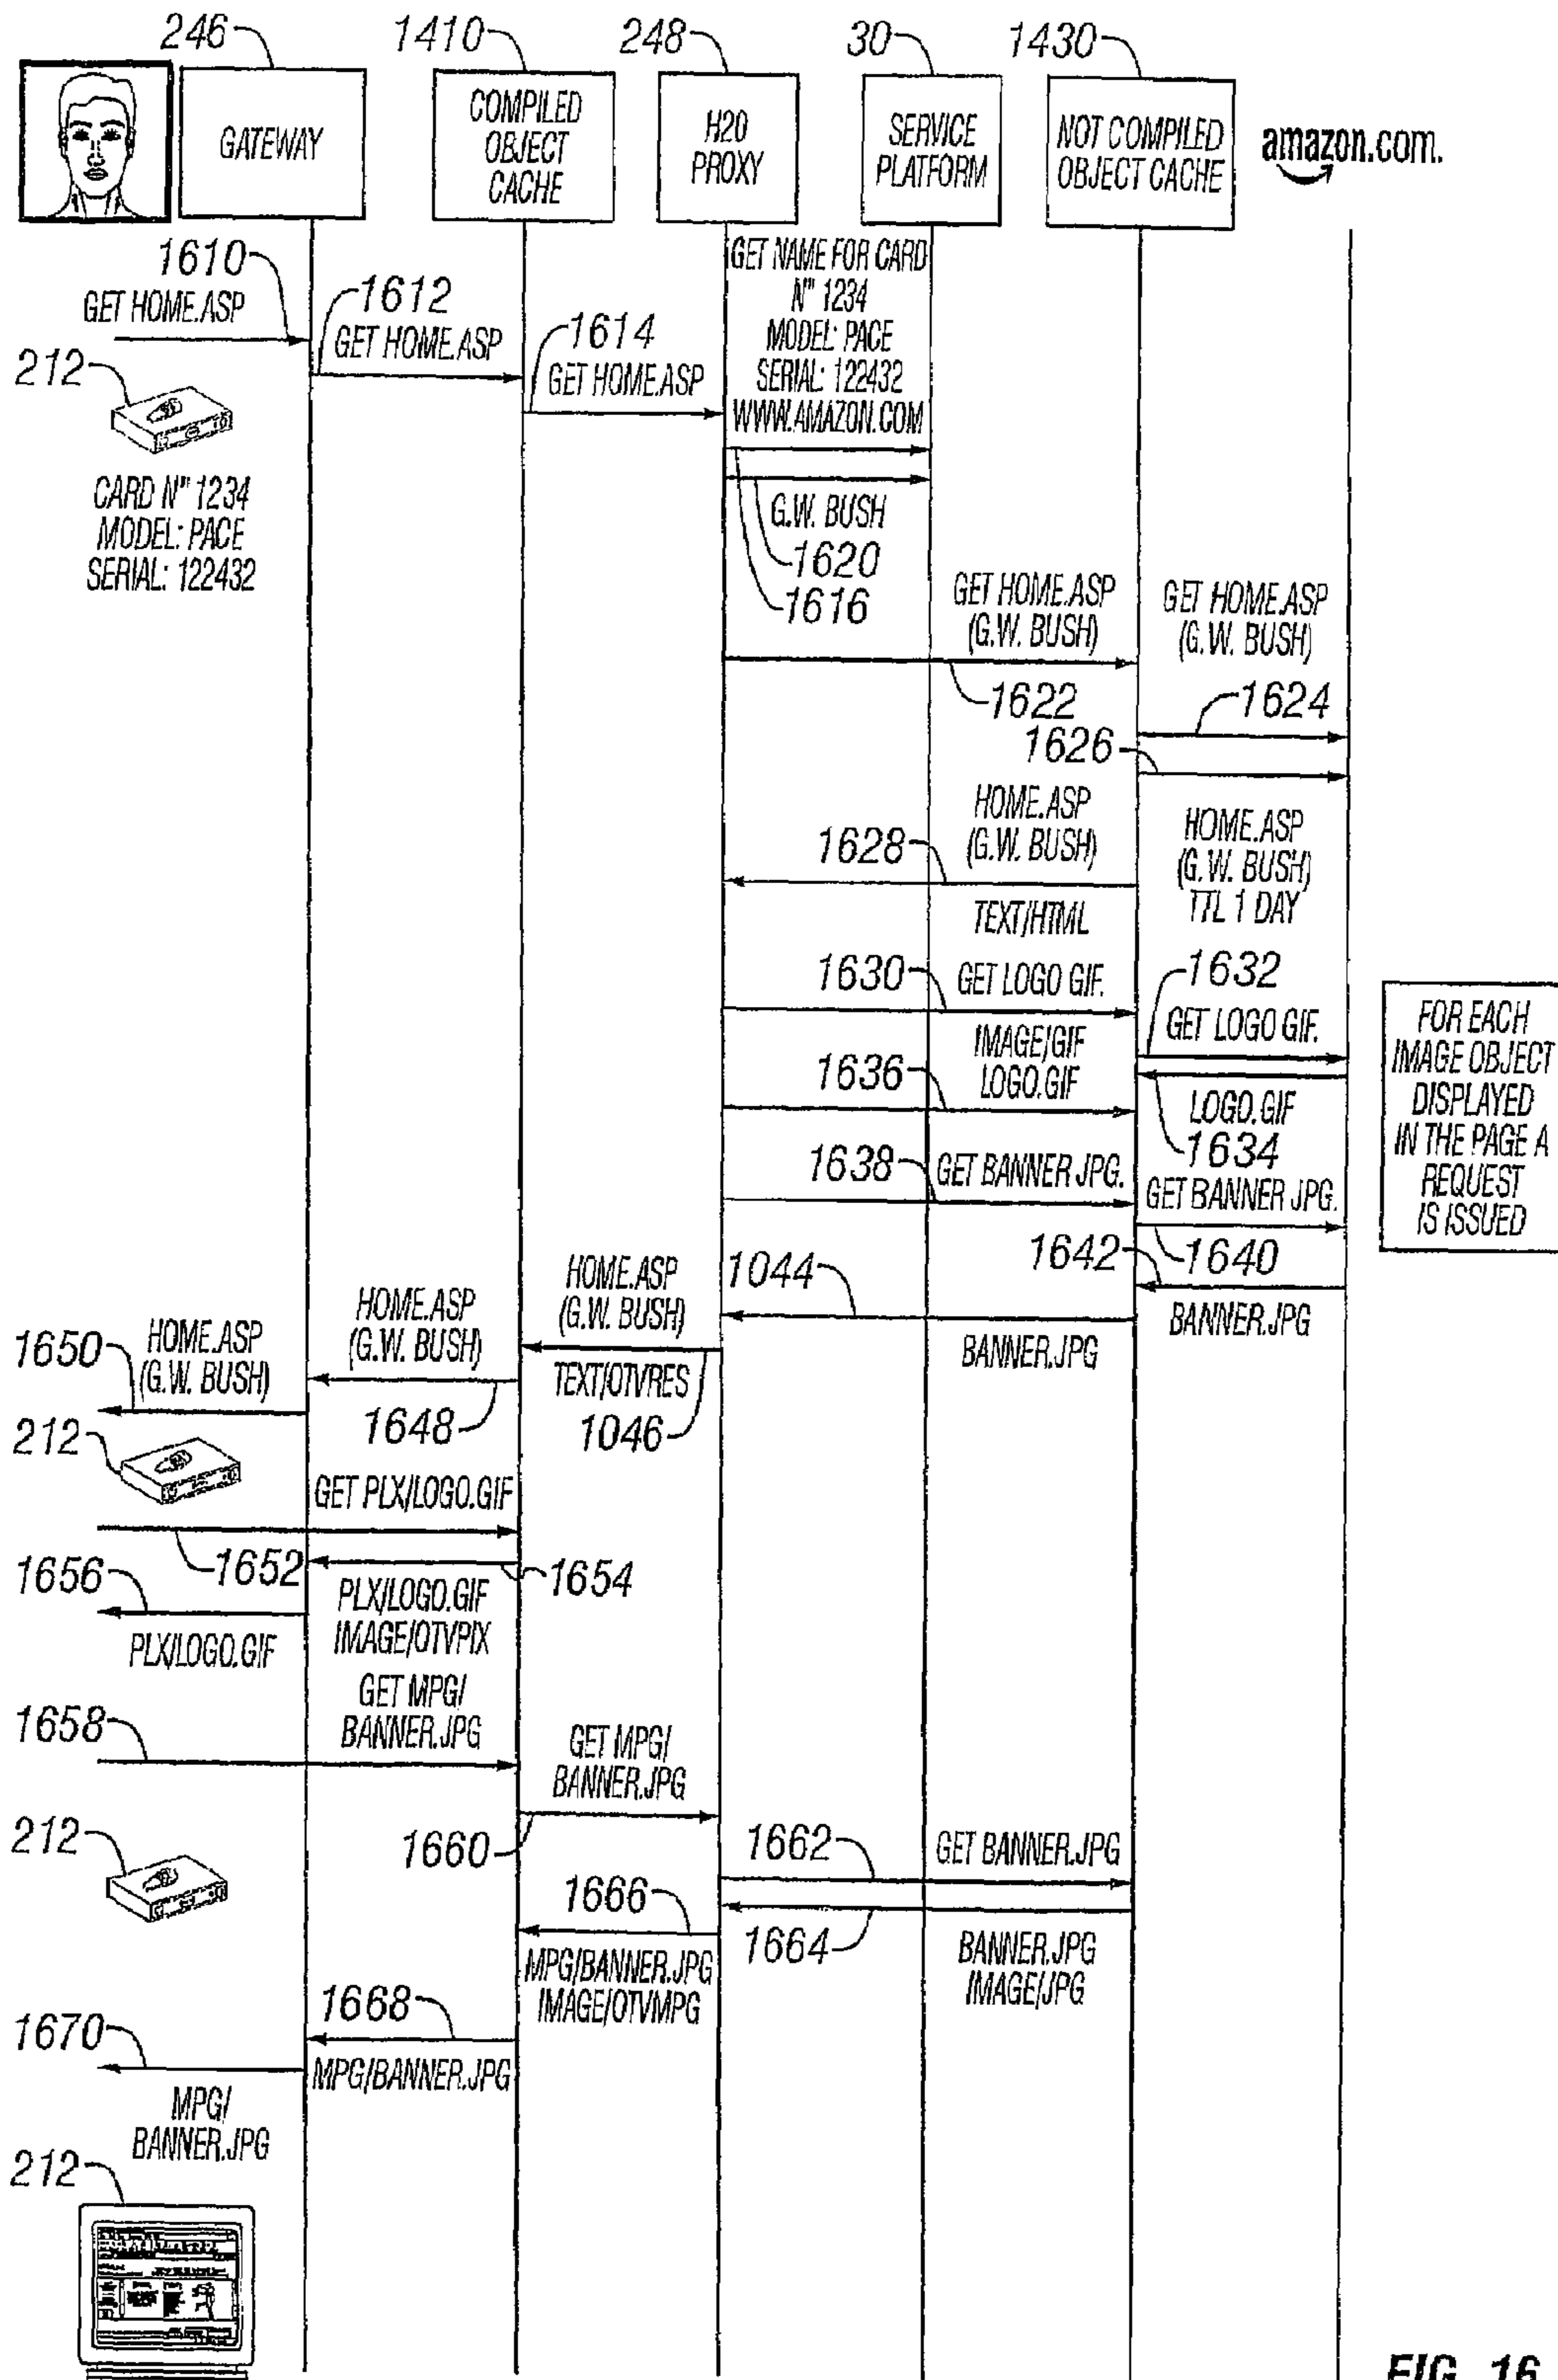 246
1410
248
30
1430
GATEWAY
COMPILED
OBJECT
CACHE
H20
PROXY
SERVICE
PLATFORM
NOT COMPILED
OBJECT CACHE
amazon.com.
1610
GET HOME.ASP
1612
GET HOME.ASP
1614
GET HOME.ASP
GET NAME FOR CARD
N" 1234
MODEL: PACE
SERIAL: 122432
WWW.AMAZON.COM
212
CARD N" 1234
MODEL: PACE
SERIAL: 122432
G.W. BUSH
1620
1616
GET HOME.ASP
(G.W. BUSH)
GET HOME.ASP
(G.W. BUSH)
1622
1624
1626
HOME.ASP
(G.W. BUSH)
1628
TEXT/HTML
HOME.ASP
(G.W. BUSH)
TTL 1 DAY
1630
GET LOGO GIF.
1632
GET LOGO GIF.
IMAGE/GIF
LOGO.GIF
1636
LOGO.GIF
1634
1638
GET BANNER JPG.
GET BANNER JPG.
1640
1642
BANNER.JPG
FOR EACH
IMAGE OBJECT
DISPLAYED
IN THE PAGE A
REQUEST
IS ISSUED
1044
BANNER.JPG
HOME.ASP
(G.W. BUSH)
TEXT/OTVRES
1046
HOME.ASP
(G.W. BUSH)
1648
1650
HOME.ASP
(G.W. BUSH)
212
GET PLX/LOGO.GIF
1652
1654
PLX/LOGO.GIF
IMAGE/OTVPIX
1656
PLX/LOGO.GIF
GET MPG/
BANNER.JPG
1658
GET MPG/
BANNER.JPG
1660
212
1662
GET BANNER.JPG
1664
BANNER.JPG
IMAGE/JPG
1666
MPG/BANNER.JPG
IMAGE/OTVMPG
1668
MPG/BANNER.JPG
1670
MPG/
BANNER.JPG
212
FIG. 16